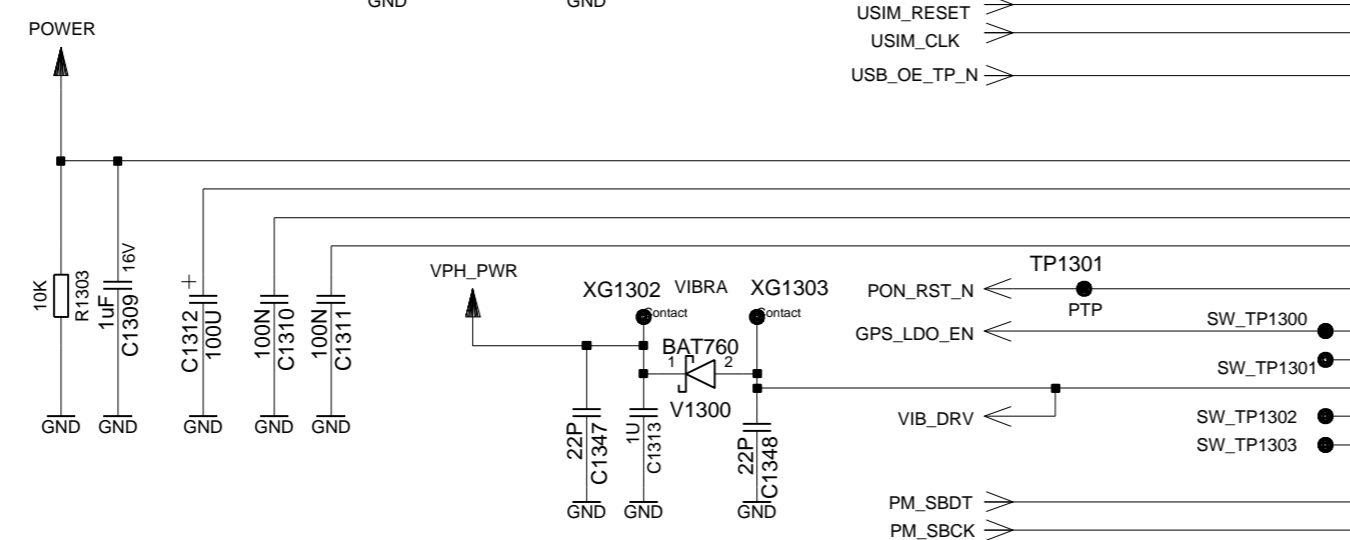 GND
GND
USIM_RESET
POWER
USIM_CLK
USB_OE_TP_N
10K
R1303
1uF
16V
C1309
+
C1312
100U
100N
C1310
100N
C1311
GND
GND
GND
GND
GND
VPH_PWR
XG1302
VIBRA
XG1303
Contact
Contact
BAT760
1
2
V1300
22P
C1347
1U
C1313
22P
C1348
GND
GND
GND
TP1301
PON_RST_N
PTP
GPS_LDO_EN
SW_TP1300
SW_TP1301
VIB_DRV
SW_TP1302
SW_TP1303
PM_SBDT
PM_SBCK